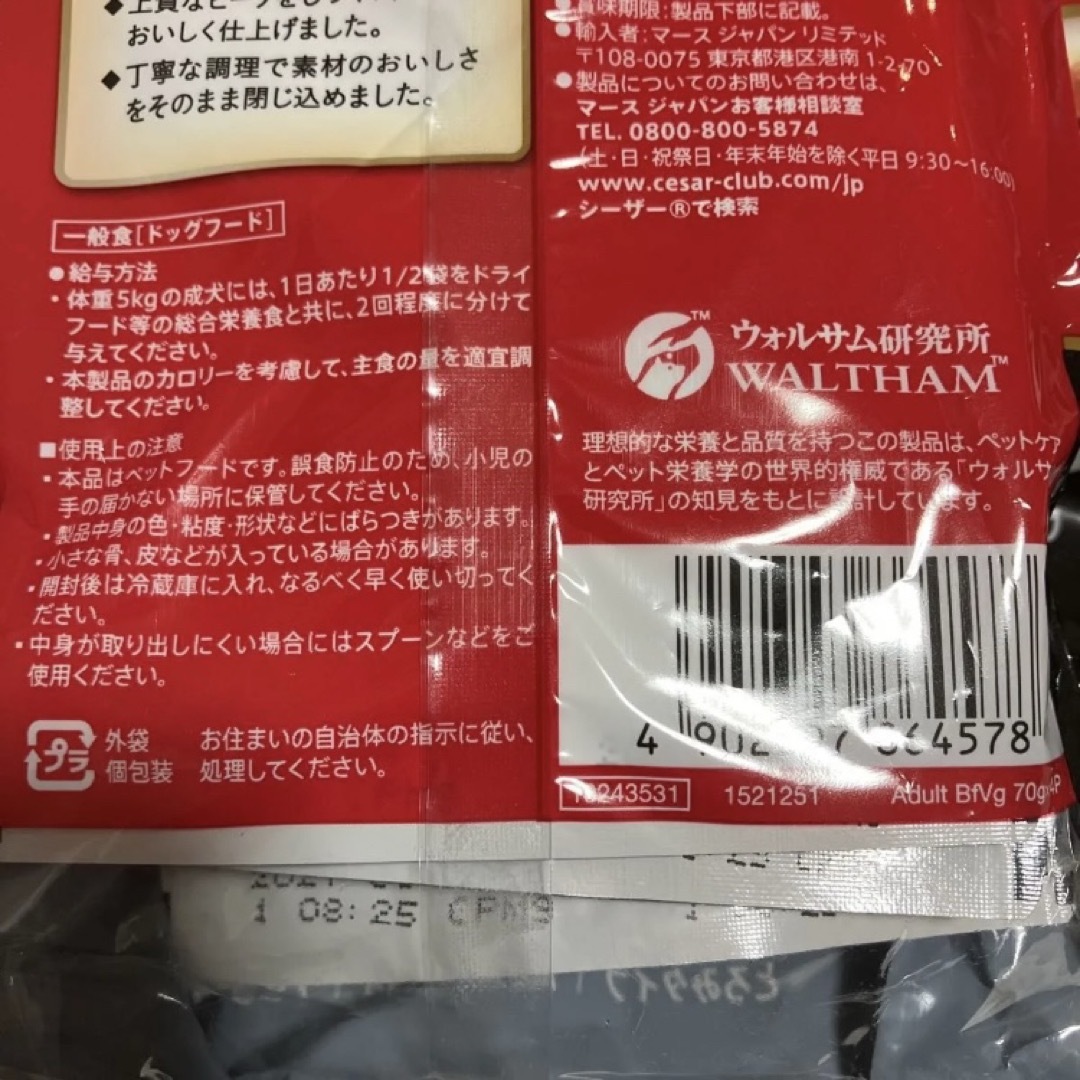 ◆上質なビーフを
おいしく仕上げました。
◆丁寧な調理で素材のおいしさ
をそのまま閉じ込めました。
一般食[ドッグフード]
●給与方法
・体重5kgの成犬には、1日あたり1/2袋をドライ
フード等の総合栄養食と共に、2回程度に分けて
与えてください。
・本製品のカロリーを考慮して、主食の量を適宜調
整してください。
■使用上の注意
・本品はペットフードです。誤食防止のため、小児の
手の届かない場所に保管してください。
・製品中身の色・粘度・形状などにばらつきがあります。
・小さな骨、皮などが入っている場合があります。
・開封後は冷蔵庫に入れ、なるべく早く使い切ってく
ださい。
・中身が取り出しにくい場合にはスプーンなどをご
使用ください。
プラ
外袋
個包装
お住まいの自治体の指示に従い、
処理してください。
●賞味期限:製品下部に記載。
●輸入者:マース ジャパン リミテッド
〒108-0075 東京都港区港南 1-2-70
●製品についてのお問い合わせは、
マース ジャパンお客様相談室
TEL. 0800-800-5874
(土・日・祝祭日・年末年始を除く平日 9:30~16:00)
www.cesar-club.com/jp
シーザー®で検索
ウォルサム研究所
WALTHAM™
理想的な栄養と品質を持つこの製品は、ペットケア
とペット栄養学の世界的権威である「ウォルサ
研究所」の知見をもとに設計しています。
4 902 7 864578
10243531 1521251 Adult BfVg 70g 4P
1 08:25 CFM3
とろみタイプ